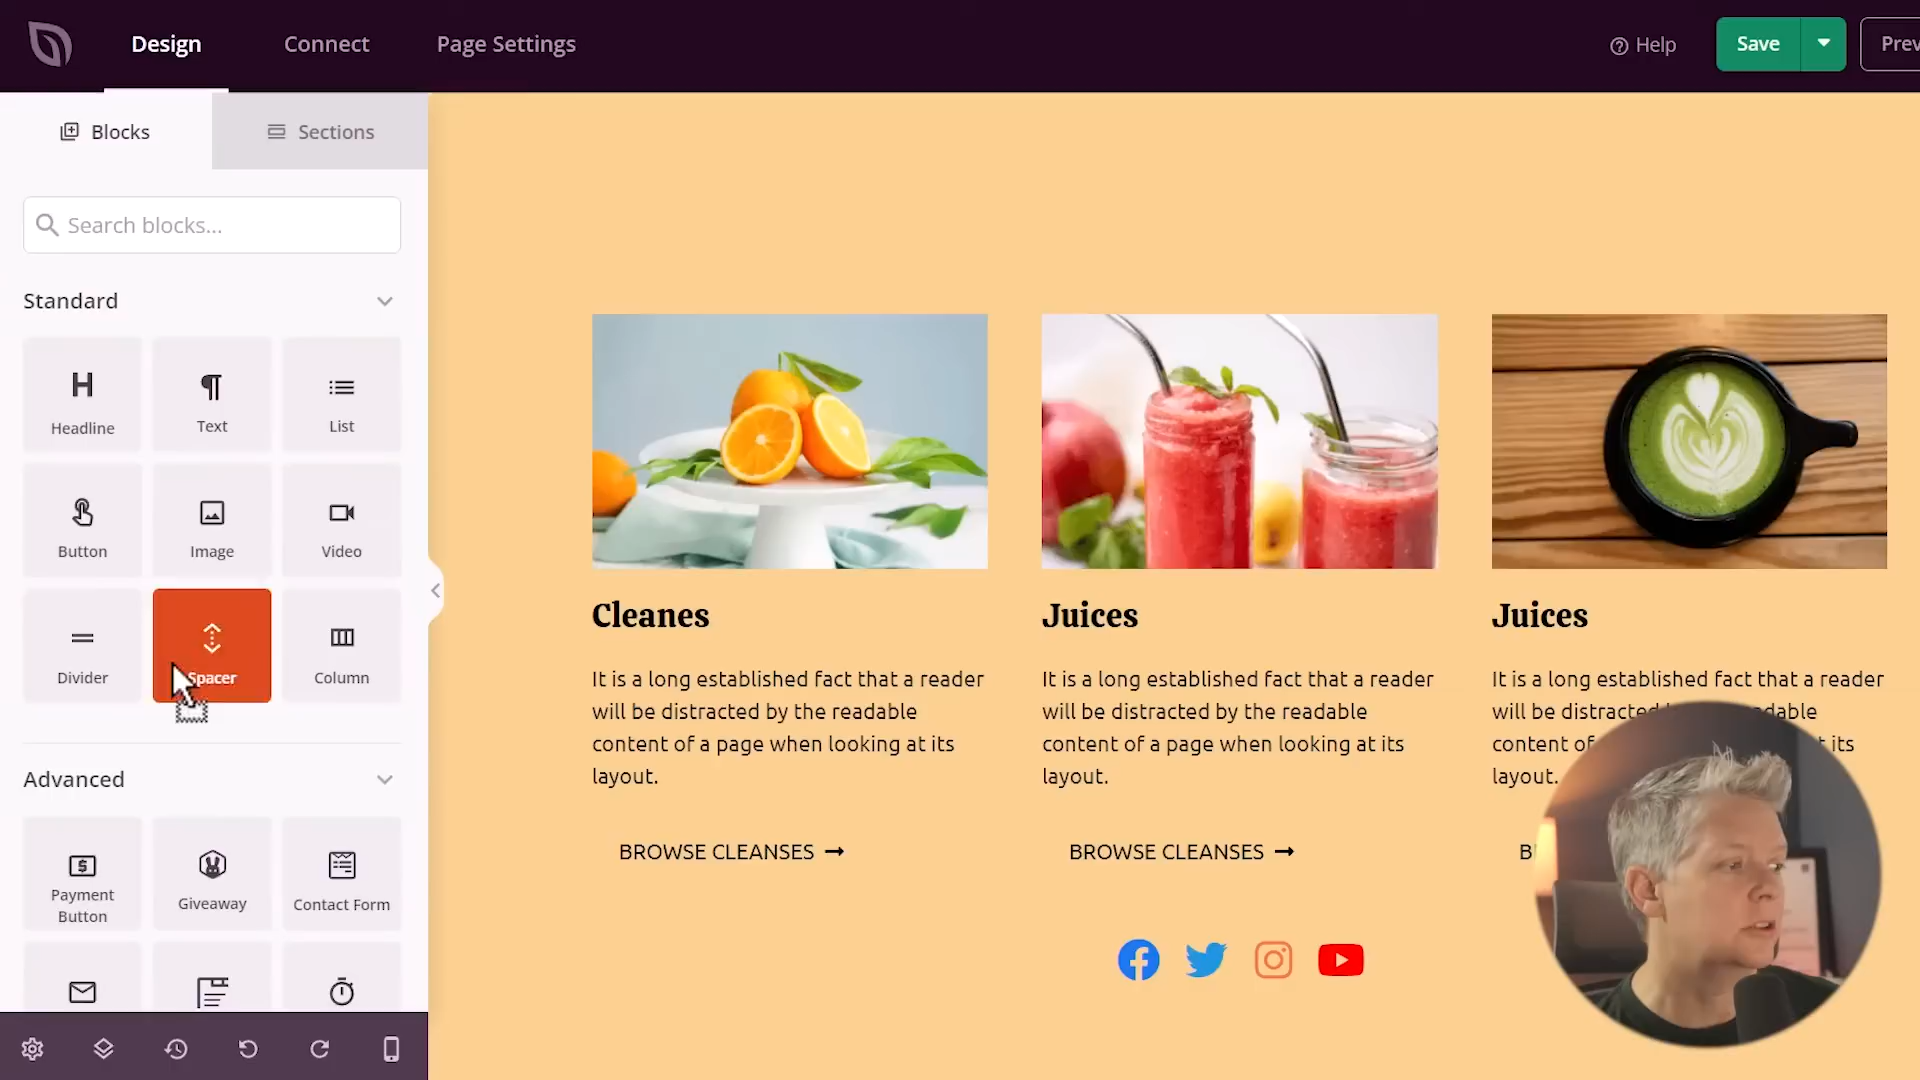 Design
Connect
Page Settings
Help
Save
Prev
Blocks
Sections
Search blocks...
Standard
Headline
Text
List
Button
Image
Video
Divider
Spacer
Column
Advanced
Payment
Button
Giveaway
Contact Form
Cleanes
It is a long established fact that a reader
will be distracted by the readable
content of a page when looking at its
layout.
BROWSE CLEANSES
Juices
It is a long established fact that a reader
will be distracted by the readable
content of a page when looking at its
layout.
BROWSE CLEANSES
Juices
It is a long established fact that a reader
will be distracted
content of it its
layout.
B